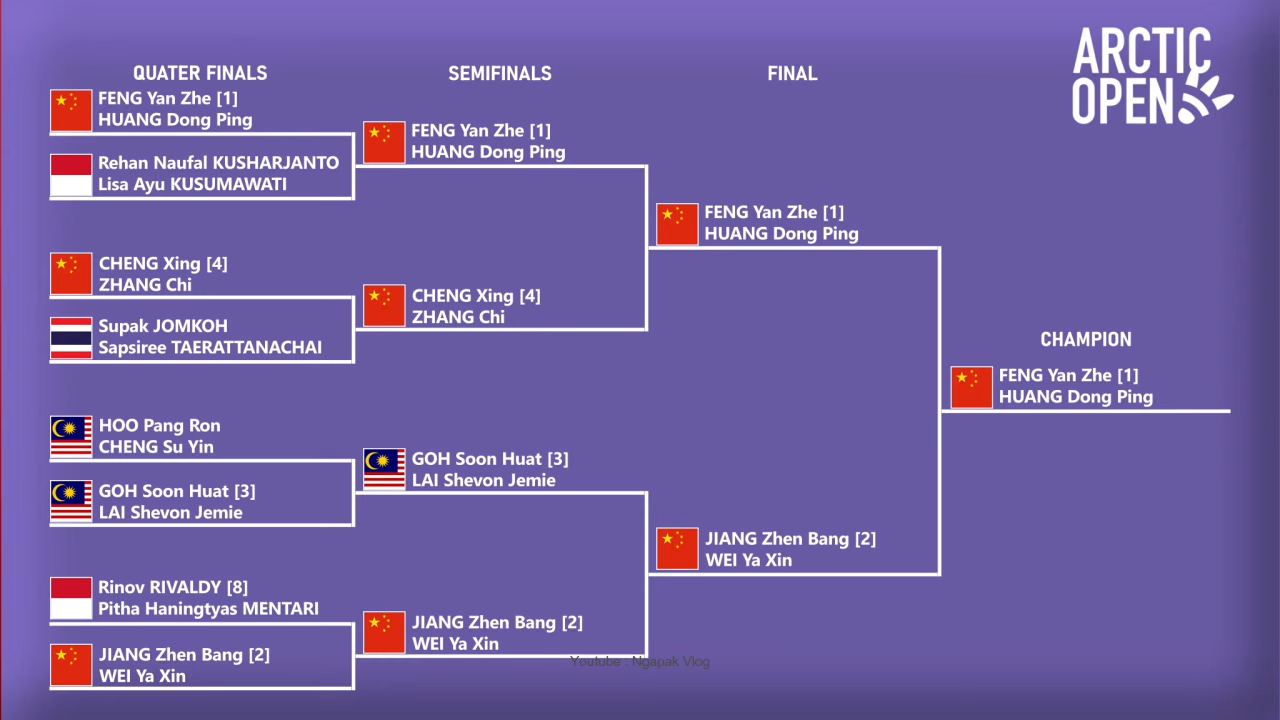 ARCTIC
OPEN
QUATER FINALS
SEMIFINALS
FINAL
FENG Yan Zhe [1]
HUANG Dong Ping
Rehan Naufal KUSHARJANTO
Lisa Ayu KUSUMAWATI
CHENG Xing [4]
ZHANG Chi
Supak JOMKOH
Sapsiree TAERATTANACHAI
HOO Pang Ron
CHENG Su Yin
GOH Soon Huat [3]
LAI Shevon Jemie
Rinov RIVALDY [8]
Pitha Haningtyas MENTARI
JIANG Zhen Bang [2]
WEI Ya Xin
FENG Yan Zhe [1]
HUANG Dong Ping
CHENG Xing [4]
ZHANG Chi
GOH Soon Huat [3]
LAI Shevon Jemie
JIANG Zhen Bang [2]
WEI Ya Xin
FENG Yan Zhe [1]
HUANG Dong Ping
JIANG Zhen Bang [2]
WEI Ya Xin
CHAMPION
FENG Yan Zhe [1]
HUANG Dong Ping
Youtube : Ngapak Vlog